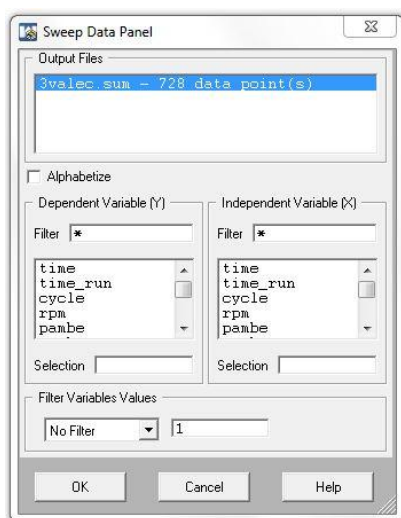 Sweep Data Panel
Output Files
3valec.sum - 728 data point(s)
Alphabetize
Dependent Variable (Y)
Filter *
time
time_run
cycle
rpm
pambe
Selection
Independent Variable (X)
Filter *
time
time_run
cycle
rpm
pambe
Selection
Filter Variables Values
No Filter 1
OK Cancel Help